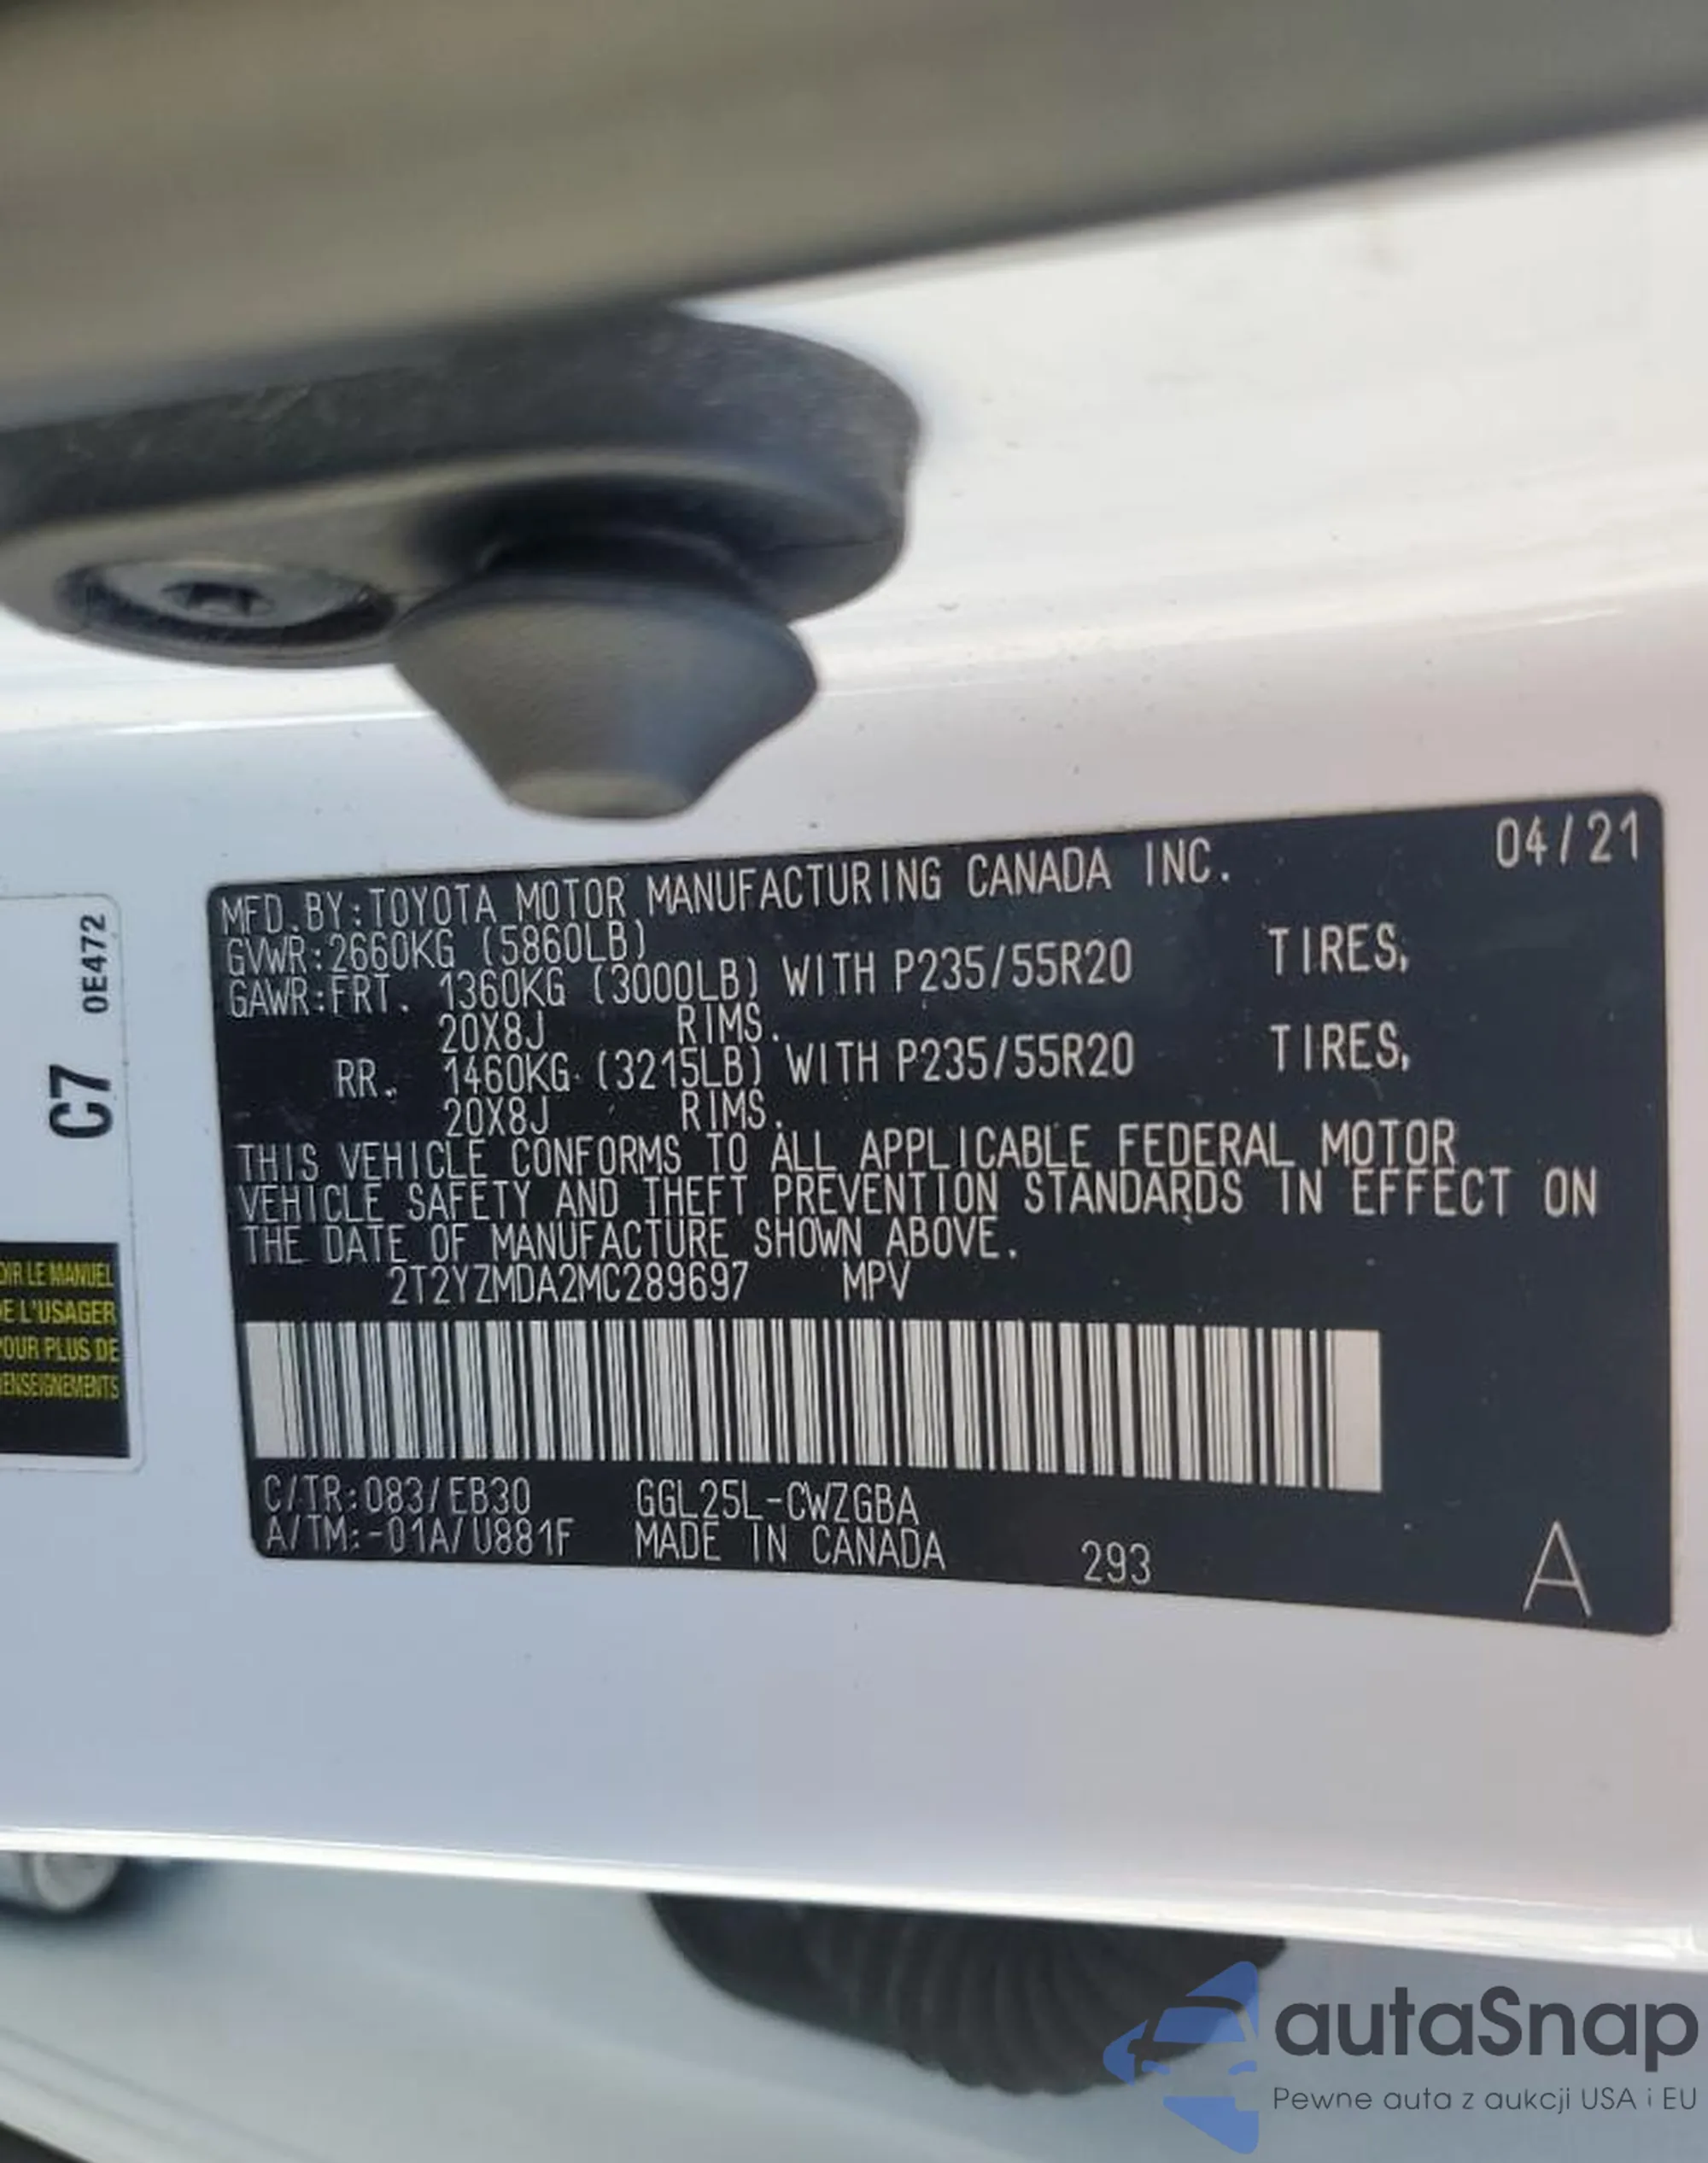 0E472
C7
OIR LE MANUEL
DE L'USAGER
POUR PLUS DE
RENSEIGNEMENTS
04/21
MFD.BY:TOYOTA MOTOR MANUFACTURING CANADA INC.
GVWR:2660KG (5860LB)
GAWR:FRT. 1360KG (3000LB) WITH P235/55R20 TIRES,
20X8J RIMS.
RR. 1460KG (3215LB) WITH P235/55R20 TIRES,
20X8J RIMS.
THIS VEHICLE CONFORMS TO ALL APPLICABLE FEDERAL MOTOR
VEHICLE SAFETY AND THEFT PREVENTION STANDARDS IN EFFECT ON
THE DATE OF MANUFACTURE SHOWN ABOVE.
2T2YZMDA2MC289697 MPV
C/TR:083/EB30 GGL25L-CWZGBA
A/TM:-01A/U881F MADE IN CANADA 293 A
autaSnap
Pewne auta z aukcji USA i EU